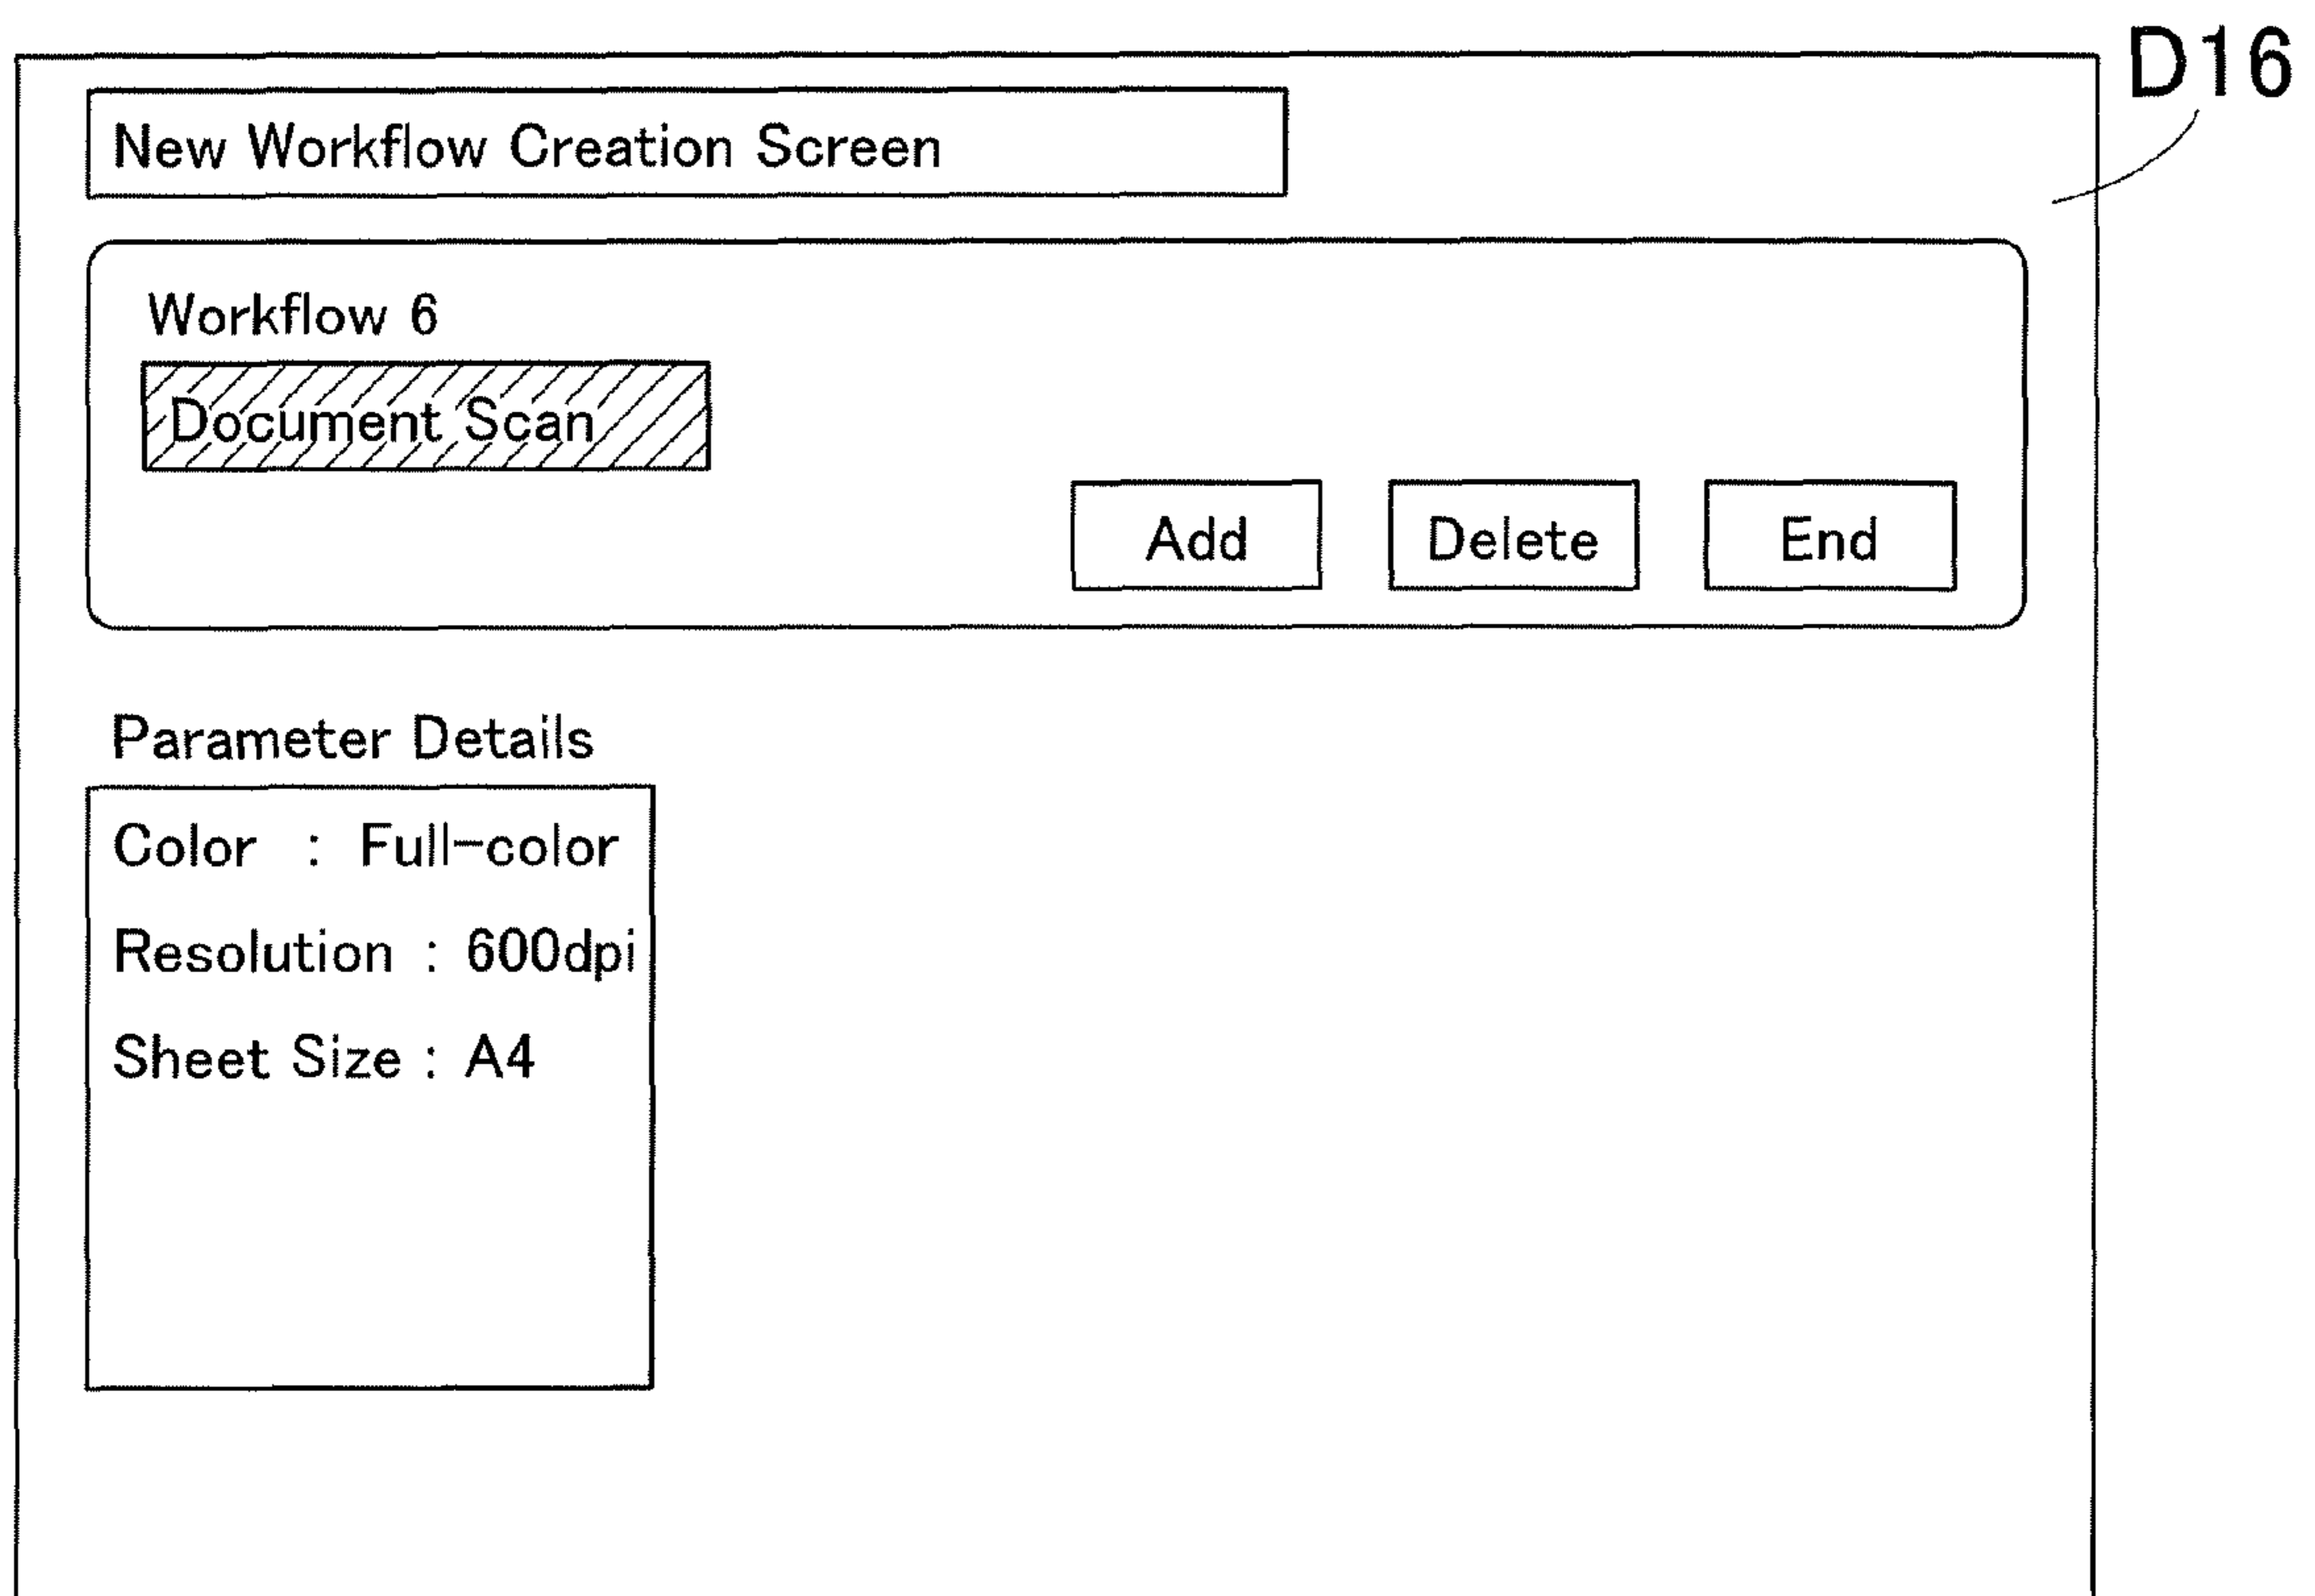 D16
New Workflow Creation Screen
Workflow 6
Document Scan
Add Delete End
Parameter Details
Color : Full-color
Resolution : 600dpi
Sheet Size : A4